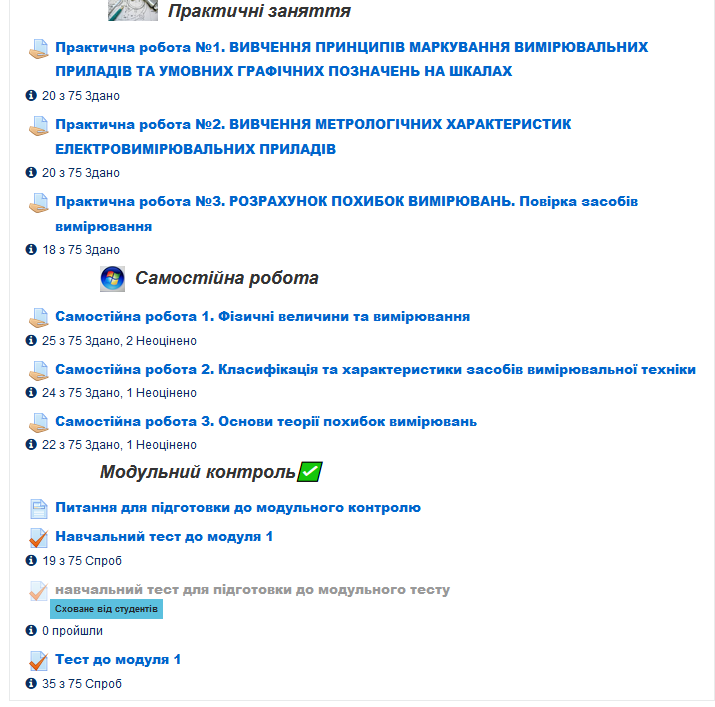 Практичні заняття
Практична робота №1. ВИВЧЕННЯ ПРИНЦИПІВ МАРКУВАННЯ ВИМІРЮВАЛЬНИХ
ПРИЛАДІВ ТА УМОВНИХ ГРАФІЧНИХ ПОЗНАЧЕНЬ НА ШКАЛАХ
20 з 75 Здано
Практична робота №2. ВИВЧЕННЯ МЕТРОЛОГІЧНИХ ХАРАКТЕРИСТИК
ЕЛЕКТРОВИМІРЮВАЛЬНИХ ПРИЛАДІВ
20 з 75 Здано
Практична робота №3. РОЗРАХУНОК ПОХИБОК ВИМІРЮВАНЬ. Повірка засобів
вимірювання
18 з 75 Здано
Самостійна робота
Самостійна робота 1. Фізичні величини та вимірювання
25 з 75 Здано, 2 Неоцінено
Самостійна робота 2. Класифікація та характеристики засобів вимірювальної техніки
24 з 75 Здано, 1 Неоцінено
Самостійна робота 3. Основи теорії похибок вимірювань
22 з 75 Здано, 1 Неоцінено
Модульний контроль
Питання для підготовки до модульного контролю
Навчальний тест до модуля 1
19 з 75 Спроб
навчальний тест для підготовки до модульного тесту
Сховане від студентів
0 пройшли
Тест до модуля 1
35 з 75 Спроб